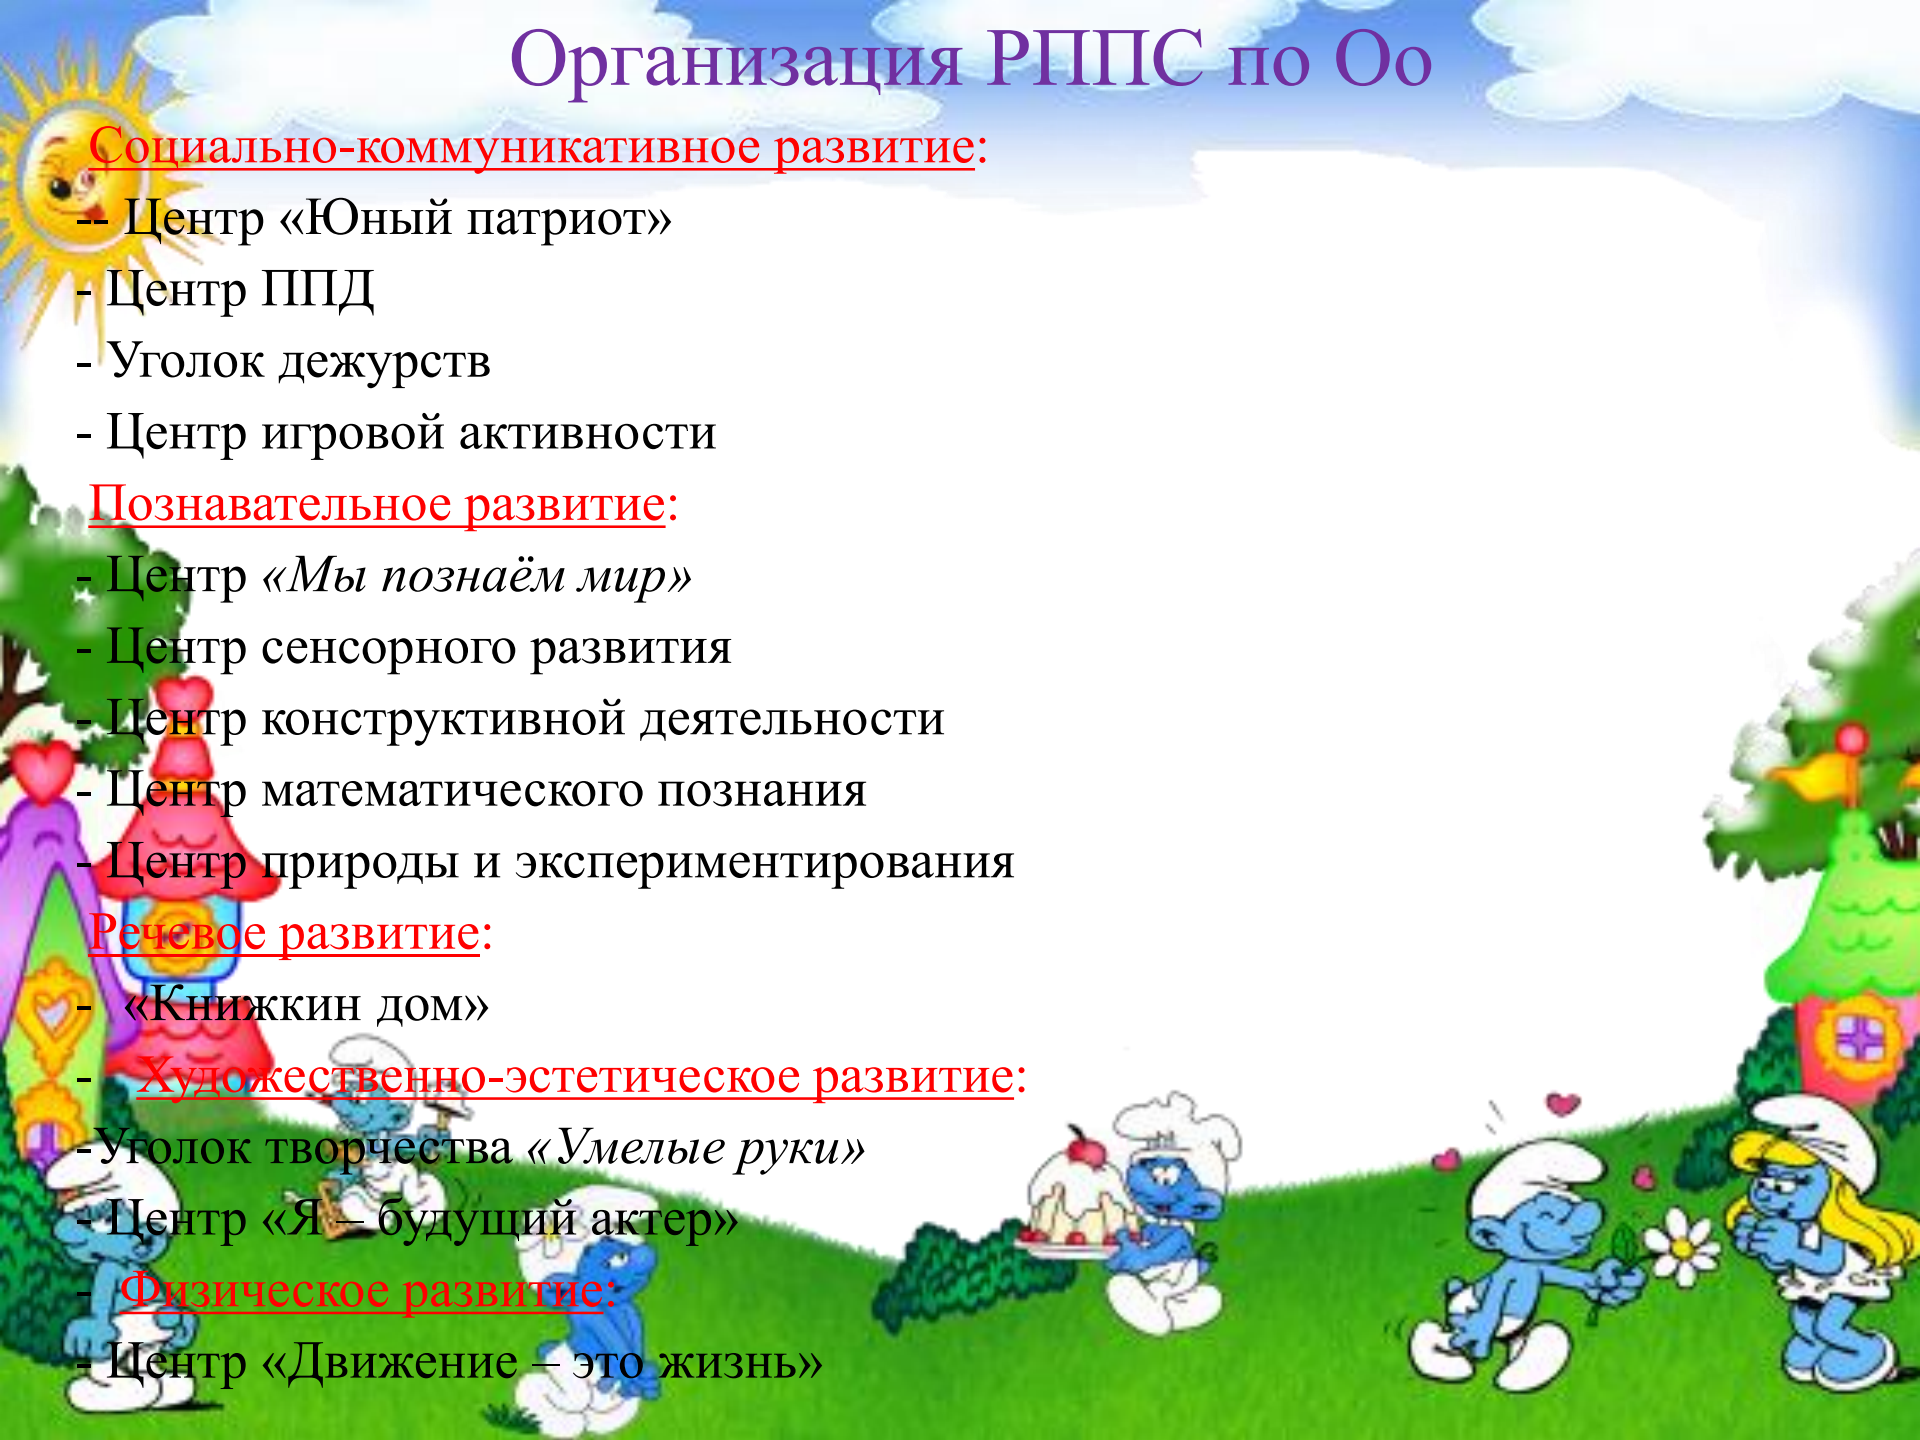 Организация РППС по Оо
Социально-коммуникативное развитие:
-- Центр «Юный патриот»
- Центр ППД
- Уголок дежурств
- Центр игровой активности
Познавательное развитие:
- Центр «Мы познаём мир»
- Центр сенсорного развития
- Центр конструктивной деятельности
- Центр математического познания
- Центр природы и экспериментирования
Речевое развитие:
- «Книжкин дом»
- Художественно-эстетическое развитие:
-Уголок творчества «Умелые руки»
- Центр «Я – будущий актер»
- Физическое развитие:
- Центр «Движение – это жизнь»